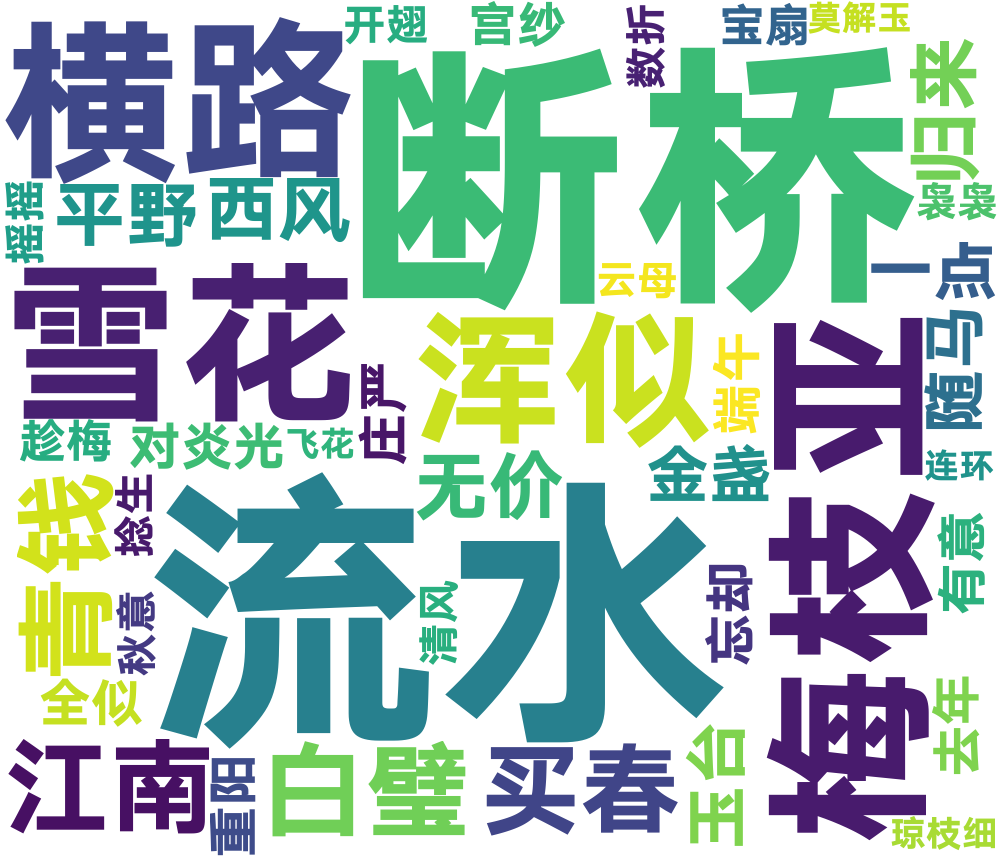 开翅
宫纱
数折
宝扇
莫解玉
横路
断桥
归来
摇摇
平野
西风
袅袅
一点
云母
雪花
浑似
端午
亚
随马
庄严
趁梅
对炎光
飞花
无价
金盏
连环
青钱
捻生
流水
梅枝
有意
秋意
清风
忘却
全似
去年
江南
重阳
白璧
买春
玉台
琼枝细